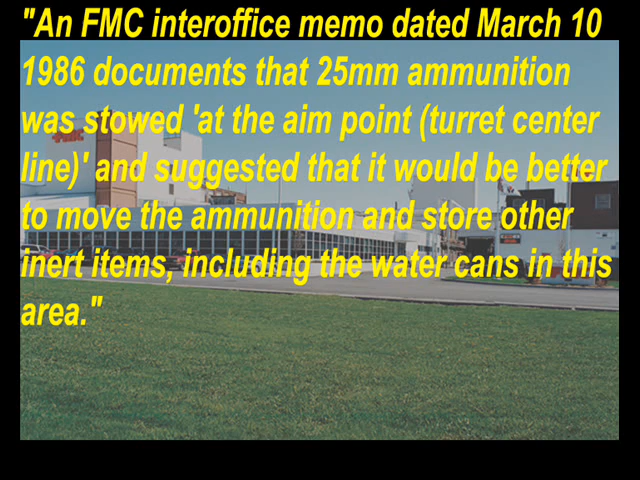 "An FMC interoffice memo dated March 10
1986 documents that 25mm ammunition
was stowed 'at the aim point (turret center
line)' and suggested that it would be better
to move the ammunition and store other
inert items, including the water cans in this
area."